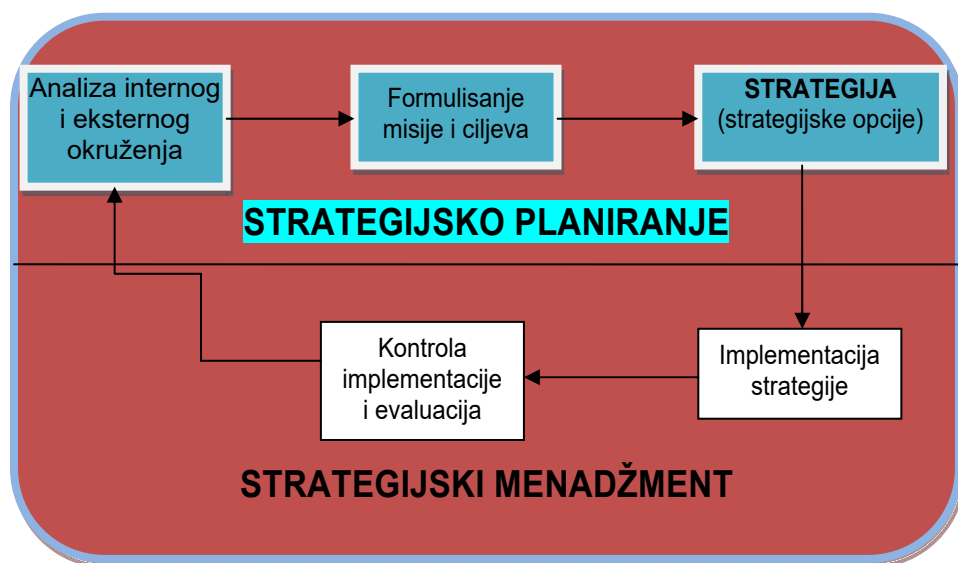 Analiza internog
i eksternog
okruženja
Formulisanje
misije i ciljeva
STRATEGIJA
(strategijske opcije)
STRATEGIJSKO PLANIRANJE
Kontrola
implementacije
i evaluacija
Implementacija
strategije
STRATEGIJSKI MENADŽMENT